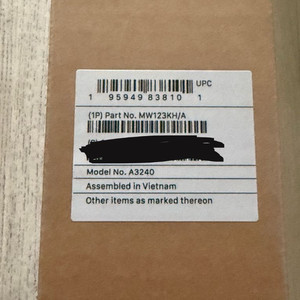 UPC
1 95949 83810 1
(1P) Part No. MW123KH/A
Model No. A3240
Assembled in Vietnam
Other items as marked thereon